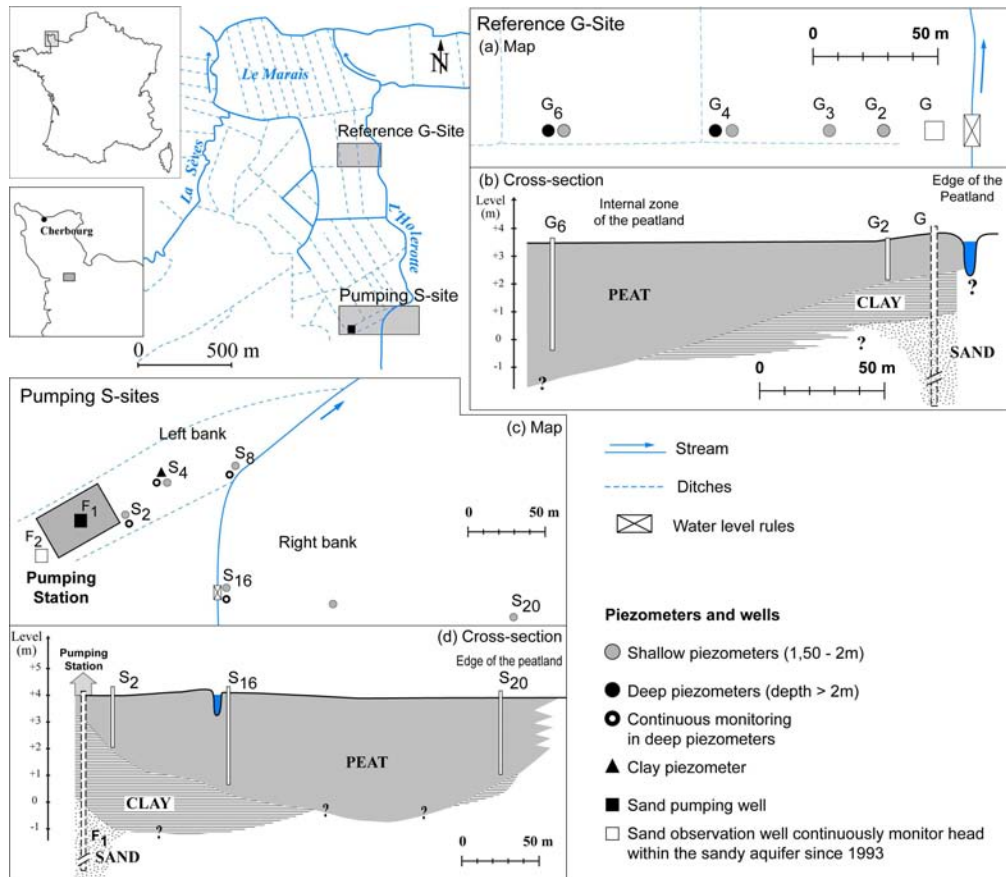 Le Marais
N
Reference G-Site
La Sèves
L'Holerotte
Pumping S-site
0 500 m
Cherbourg
Reference G-Site
(a) Map
0 50 m
G6
G4
G3
G2
G
(b) Cross-section
Level
(m)
Internal zone
of the peatland
Edge of the
Peatland
G6
G2
G
+4
+3
+2
+1
0
-1
PEAT
CLAY
SAND
?
?
?
0 50 m
Pumping S-sites
(c) Map
Left bank
S8
S4
S2
F1
F2
Pumping
Station
Right bank
0 50 m
S16
S20
(d) Cross-section
Level
(m)
Pumping
Station
Edge of the peatland
S2
S16
S20
+5
+4
+3
+2
+1
0
-1
PEAT
CLAY
F1
SAND
?
?
?
0 50 m
Stream
Ditches
Water level rules
Piezometers and wells
Shallow piezometers (1,50 - 2m)
Deep piezometers (depth > 2m)
Continuous monitoring
in deep piezometers
Clay piezometer
Sand pumping well
Sand observation well continuously monitor head
within the sandy aquifer since 1993